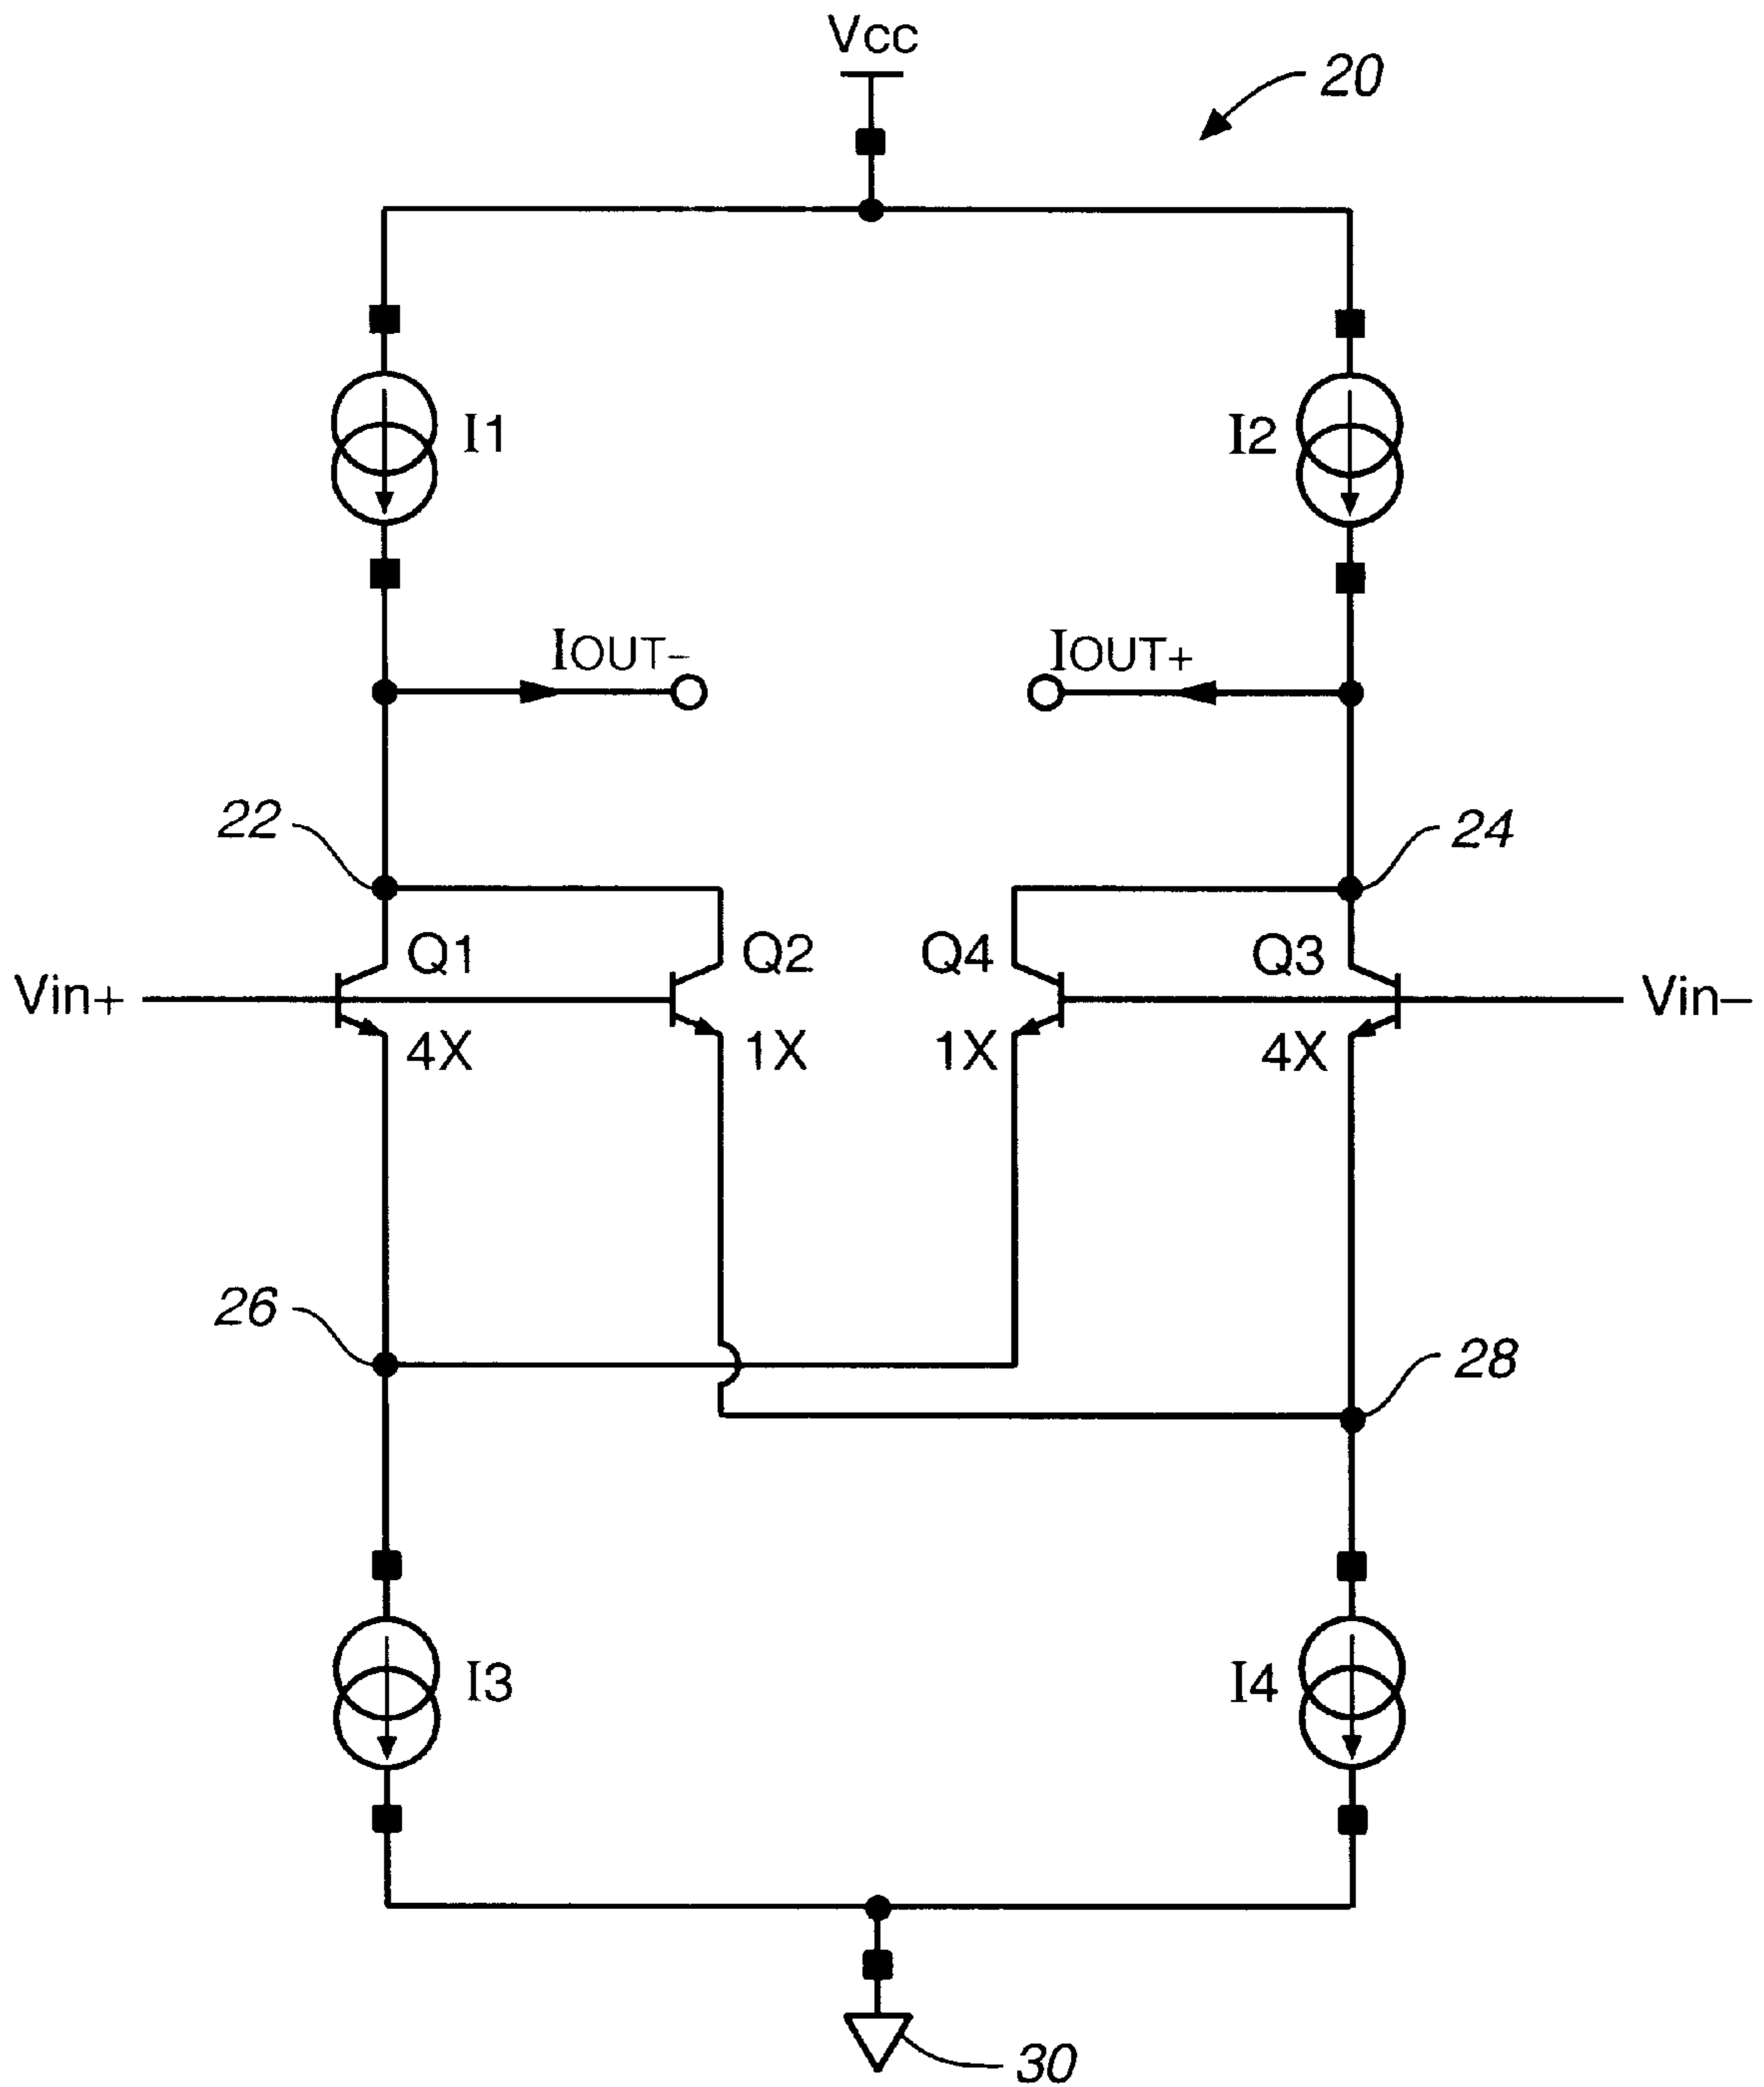 Vcc
20
I1
I2
IOUT–
IOUT+
22
24
Q1
Q2
Q4
Q3
Vin+
Vin–
4X
1X
1X
4X
26
28
I3
I4
30